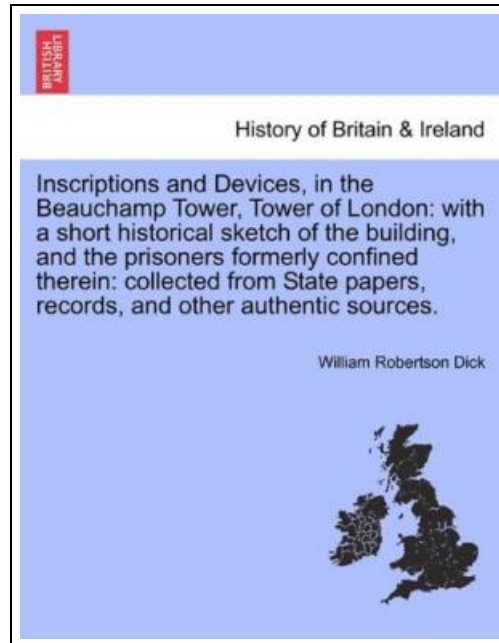 BRITISH
LIBRARY
History of Britain & Ireland
Inscriptions and Devices, in the
Beauchamp Tower, Tower of London: with
a short historical sketch of the building,
and the prisoners formerly confined
therein: collected from State papers,
records, and other authentic sources.
William Robertson Dick